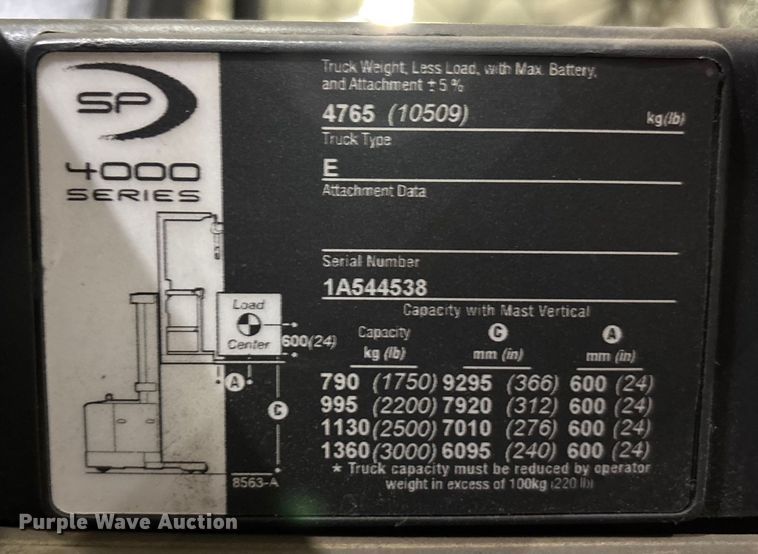 SP
4000
SERIES
Truck Weight, Less Load, with Max. Battery,
and Attachment ± 5 %
4765 (10509) kg(lb)
Truck Type
E
Attachment Data
Serial Number
1A544538
Capacity with Mast Vertical
Capacity C A
kg (lb) mm (in) mm (in)
790 (1750) 9295 (366) 600 (24)
995 (2200) 7920 (312) 600 (24)
1130 (2500) 7010 (276) 600 (24)
1360 (3000) 6095 (240) 600 (24)
* Truck capacity must be reduced by operator
weight in excess of 100kg (220 lb)
Load
Center
600(24)
A
C
8563-A
Purple Wave Auction